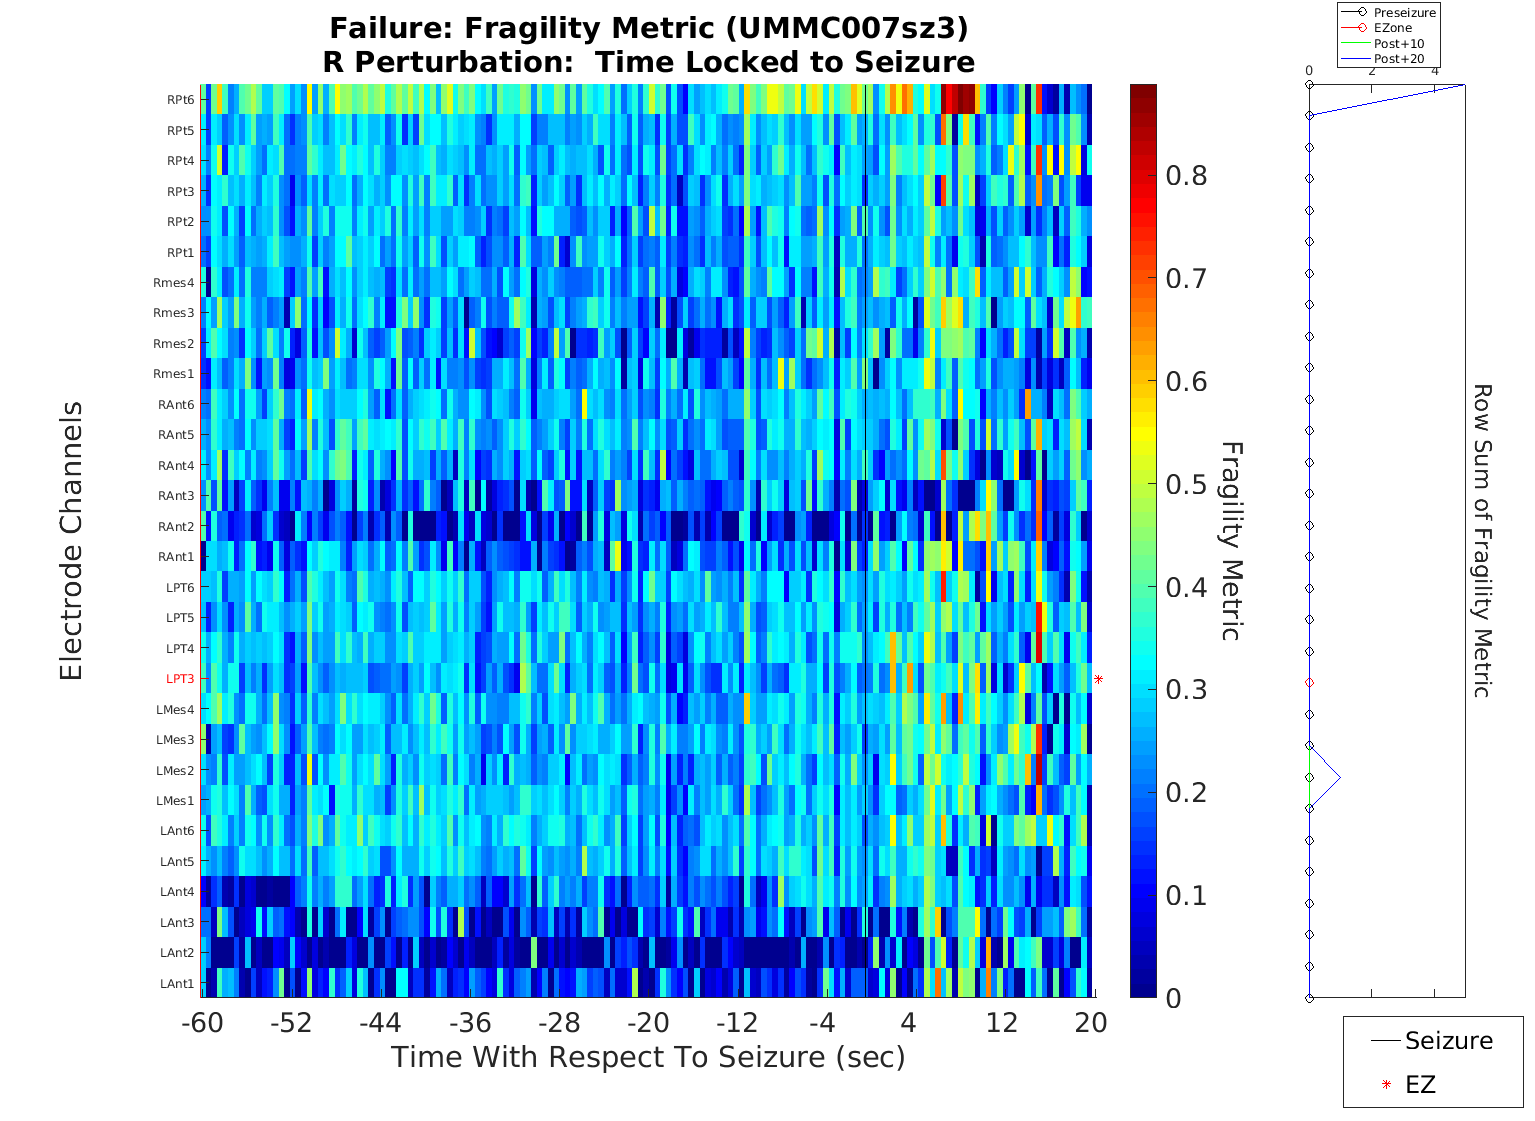 Failure: Fragility Metric (UMMC007sz3)
R Perturbation:  Time Locked to Seizure
Preseizure
EZone
Post+10
Post+20
0 2 4
Electrode Channels
RPt6
RPt5
RPt4
RPt3
RPt2
RPt1
Rmes4
Rmes3
Rmes2
Rmes1
RAnt6
RAnt5
RAnt4
RAnt3
RAnt2
RAnt1
LPT6
LPT5
LPT4
LPT3
LMes4
LMes3
LMes2
LMes1
LAnt6
LAnt5
LAnt4
LAnt3
LAnt2
LAnt1
-60 -52 -44 -36 -28 -20 -12 -4 4 12 20
Time With Respect To Seizure (sec)
0.8
0.7
0.6
0.5
0.4
0.3
0.2
0.1
0
Fragility Metric
Row Sum of Fragility Metric
Seizure
EZ